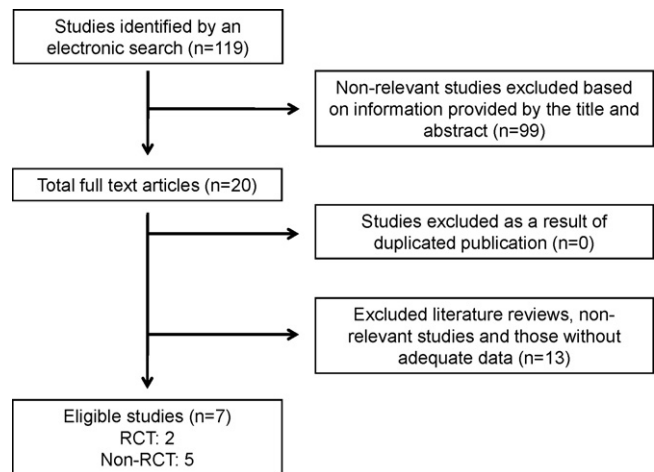 Studies identified by an
electronic search (n=119)
Non-relevant studies excluded based
on information provided by the title and
abstract (n=99)
Total full text articles (n=20)
Studies excluded as a result of
duplicated publication (n=0)
Excluded literature reviews, non-
relevant studies and those without
adequate data (n=13)
Eligible studies (n=7)
RCT: 2
Non-RCT: 5